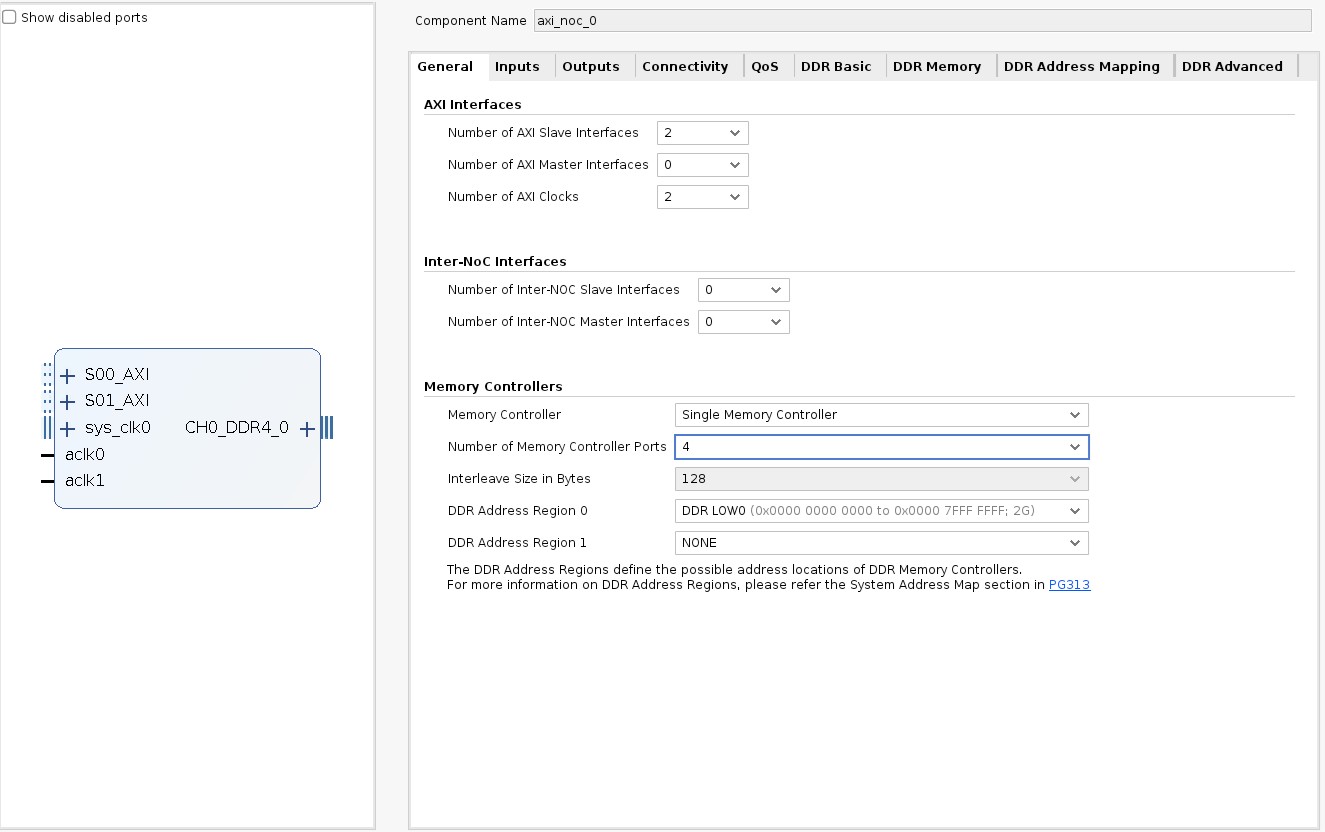 Show disabled ports
Component Name axi_noc_0
General Inputs Outputs Connectivity QoS DDR Basic DDR Memory DDR Address Mapping DDR Advanced
AXI Interfaces
Number of AXI Slave Interfaces 2
Number of AXI Master Interfaces 0
Number of AXI Clocks 2
Inter-NoC Interfaces
Number of Inter-NOC Slave Interfaces 0
Number of Inter-NOC Master Interfaces 0
Memory Controllers
Memory Controller Single Memory Controller
Number of Memory Controller Ports 4
Interleave Size in Bytes 128
DDR Address Region 0 DDR LOW0 (0x0000 0000 0000 to 0x0000 7FFF FFFF; 2G)
DDR Address Region 1 NONE
The DDR Address Regions define the possible address locations of DDR Memory Controllers.
For more information on DDR Address Regions, please refer the System Address Map section in PG313
S00_AXI
S01_AXI
sys_clk0 CH0_DDR4_0
aclk0
aclk1